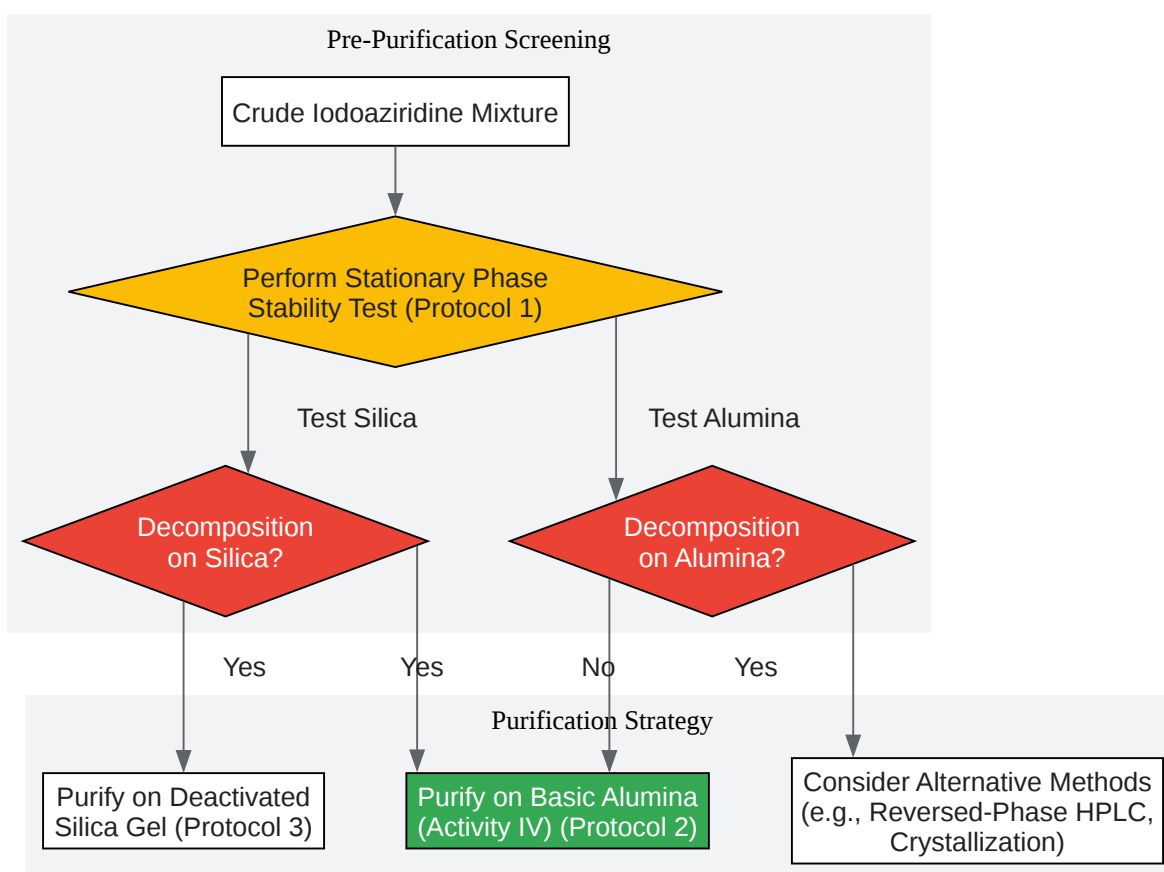 Pre-Purification Screening
Crude Iodoaziridine Mixture
Perform Stationary Phase
Stability Test (Protocol 1)
Test Silica
Test Alumina
Decomposition
on Silica?
Decomposition
on Alumina?
Yes
Yes
No
Yes
Purification Strategy
Purify on Deactivated
Silica Gel (Protocol 3)
Purify on Basic Alumina
(Activity IV) (Protocol 2)
Consider Alternative Methods
(e.g., Reversed-Phase HPLC,
Crystallization)